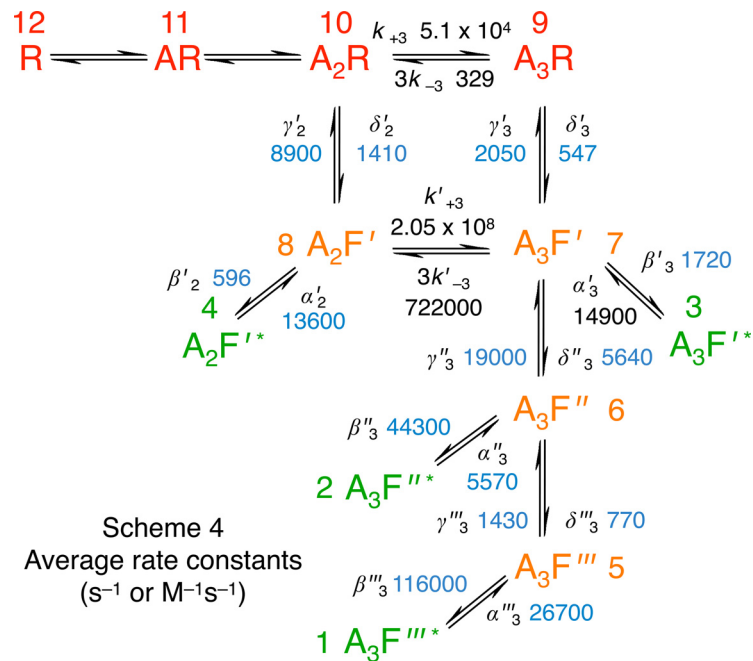 12 11 10 k₊₃ 5.1 x 10⁴ 9
R AR A₂R 3k₋₃ 329 A₃R
γ′₂ δ′₂ γ′₃ δ′₃
8900 1410 2050 547
k′₊₃
2.05 x 10⁸
8 A₂F′ A₃F′ 7
β′₂ 596 3k′₋₃ β′₃ 1720
4 α′₂ 722000 α′₃ 3
13600 14900
A₂F′* A₃F′*
γ″₃ 19000 δ″₃ 5640
A₃F″ 6
β″₃ 44300
α″₃
2 A₃F″* 5570
γ‴₃ 1430 δ‴₃ 770
Scheme 4
Average rate constants
(s⁻¹ or M⁻¹s⁻¹)
A₃F‴ 5
β‴₃ 116000
α‴₃ 26700
1 A₃F‴*